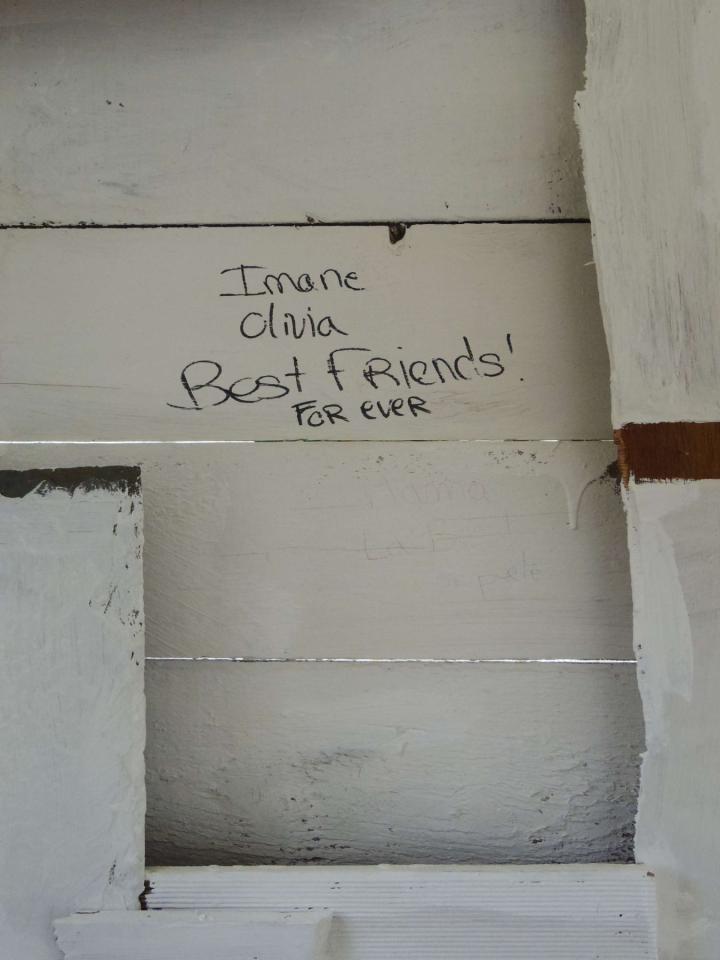 Imane
Olivia
Best Friends!
FOR EVER